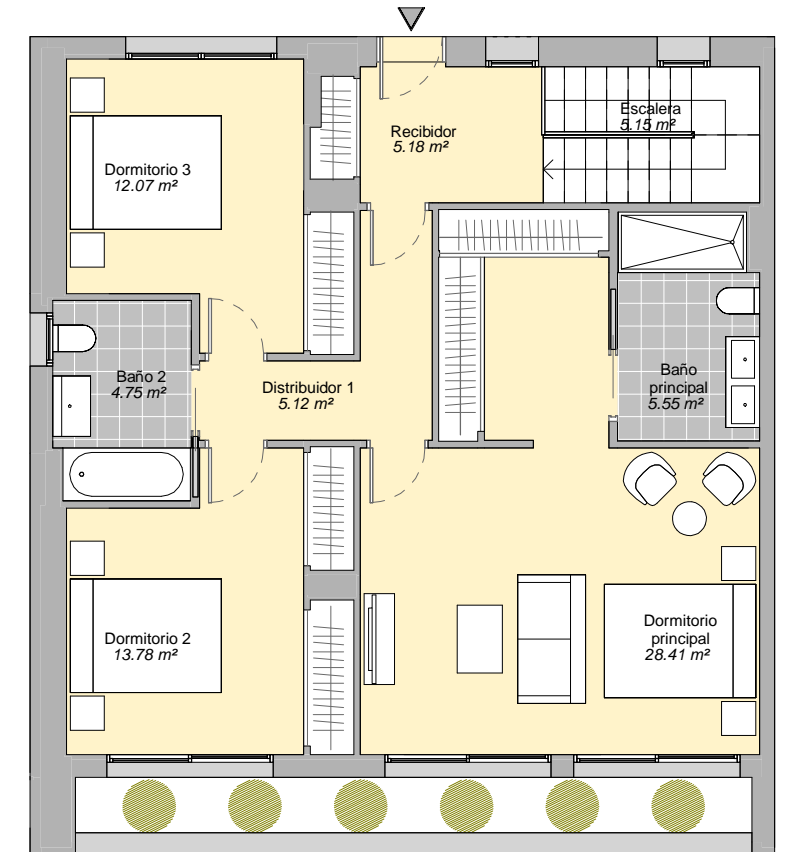 Escalera
5.15 m²
Recibidor
5.18 m²
Dormitorio 3
12.07 m²
Baño 2
4.75 m²
Distribuidor 1
5.12 m²
Baño
principal
5.55 m²
Dormitorio 2
13.78 m²
Dormitorio
principal
28.41 m²